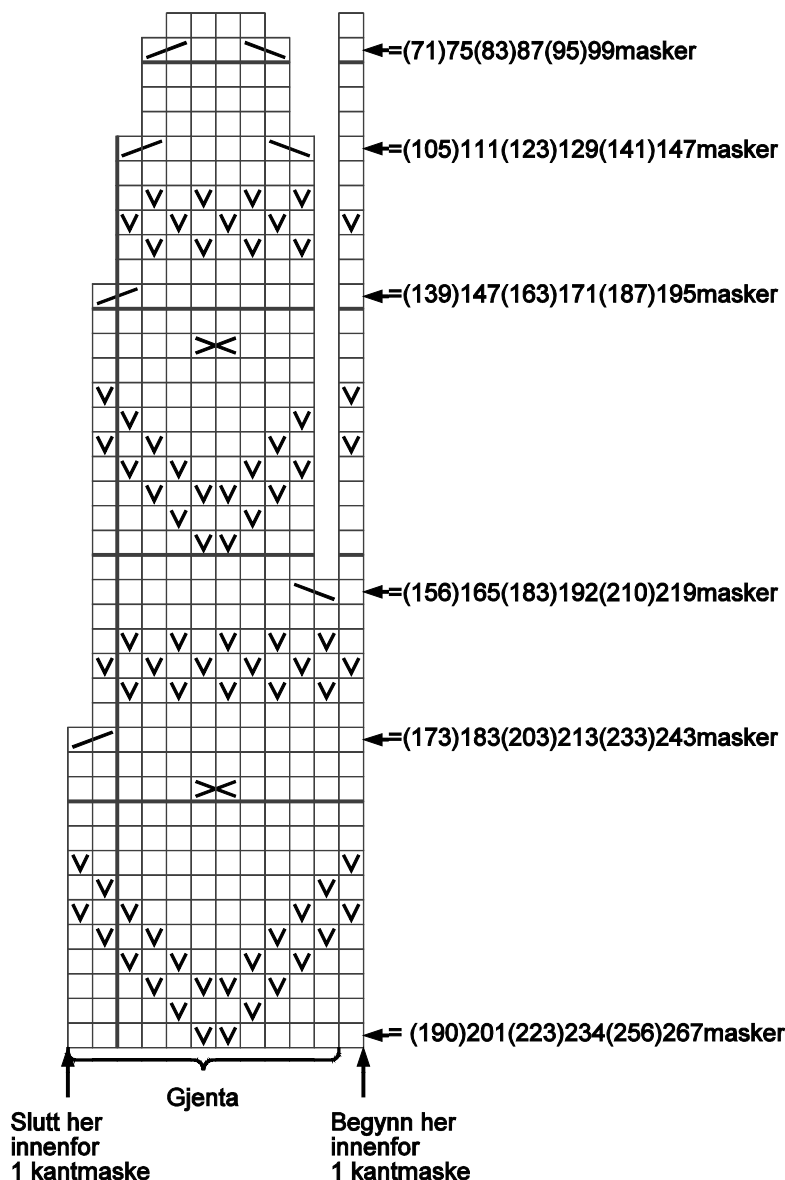 =(71)75(83)87(95)99masker
=(105)111(123)129(141)147masker
=(139)147(163)171(187)195masker
=(156)165(183)192(210)219masker
=(173)183(203)213(233)243masker
= (190)201(223)234(256)267masker
Gjenta
Slutt her
innenfor
1 kantmaske
Begynn her
innenfor
1 kantmaske